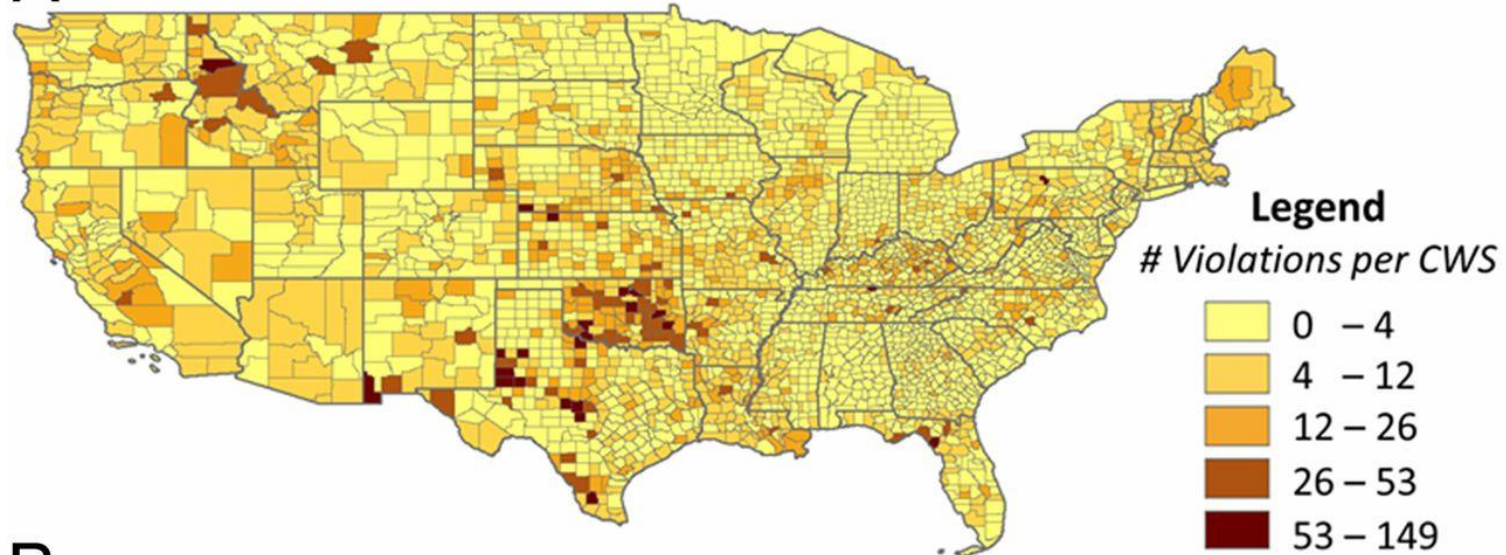 Legend
# Violations per CWS
0 – 4
4 – 12
12 – 26
26 – 53
53 – 149